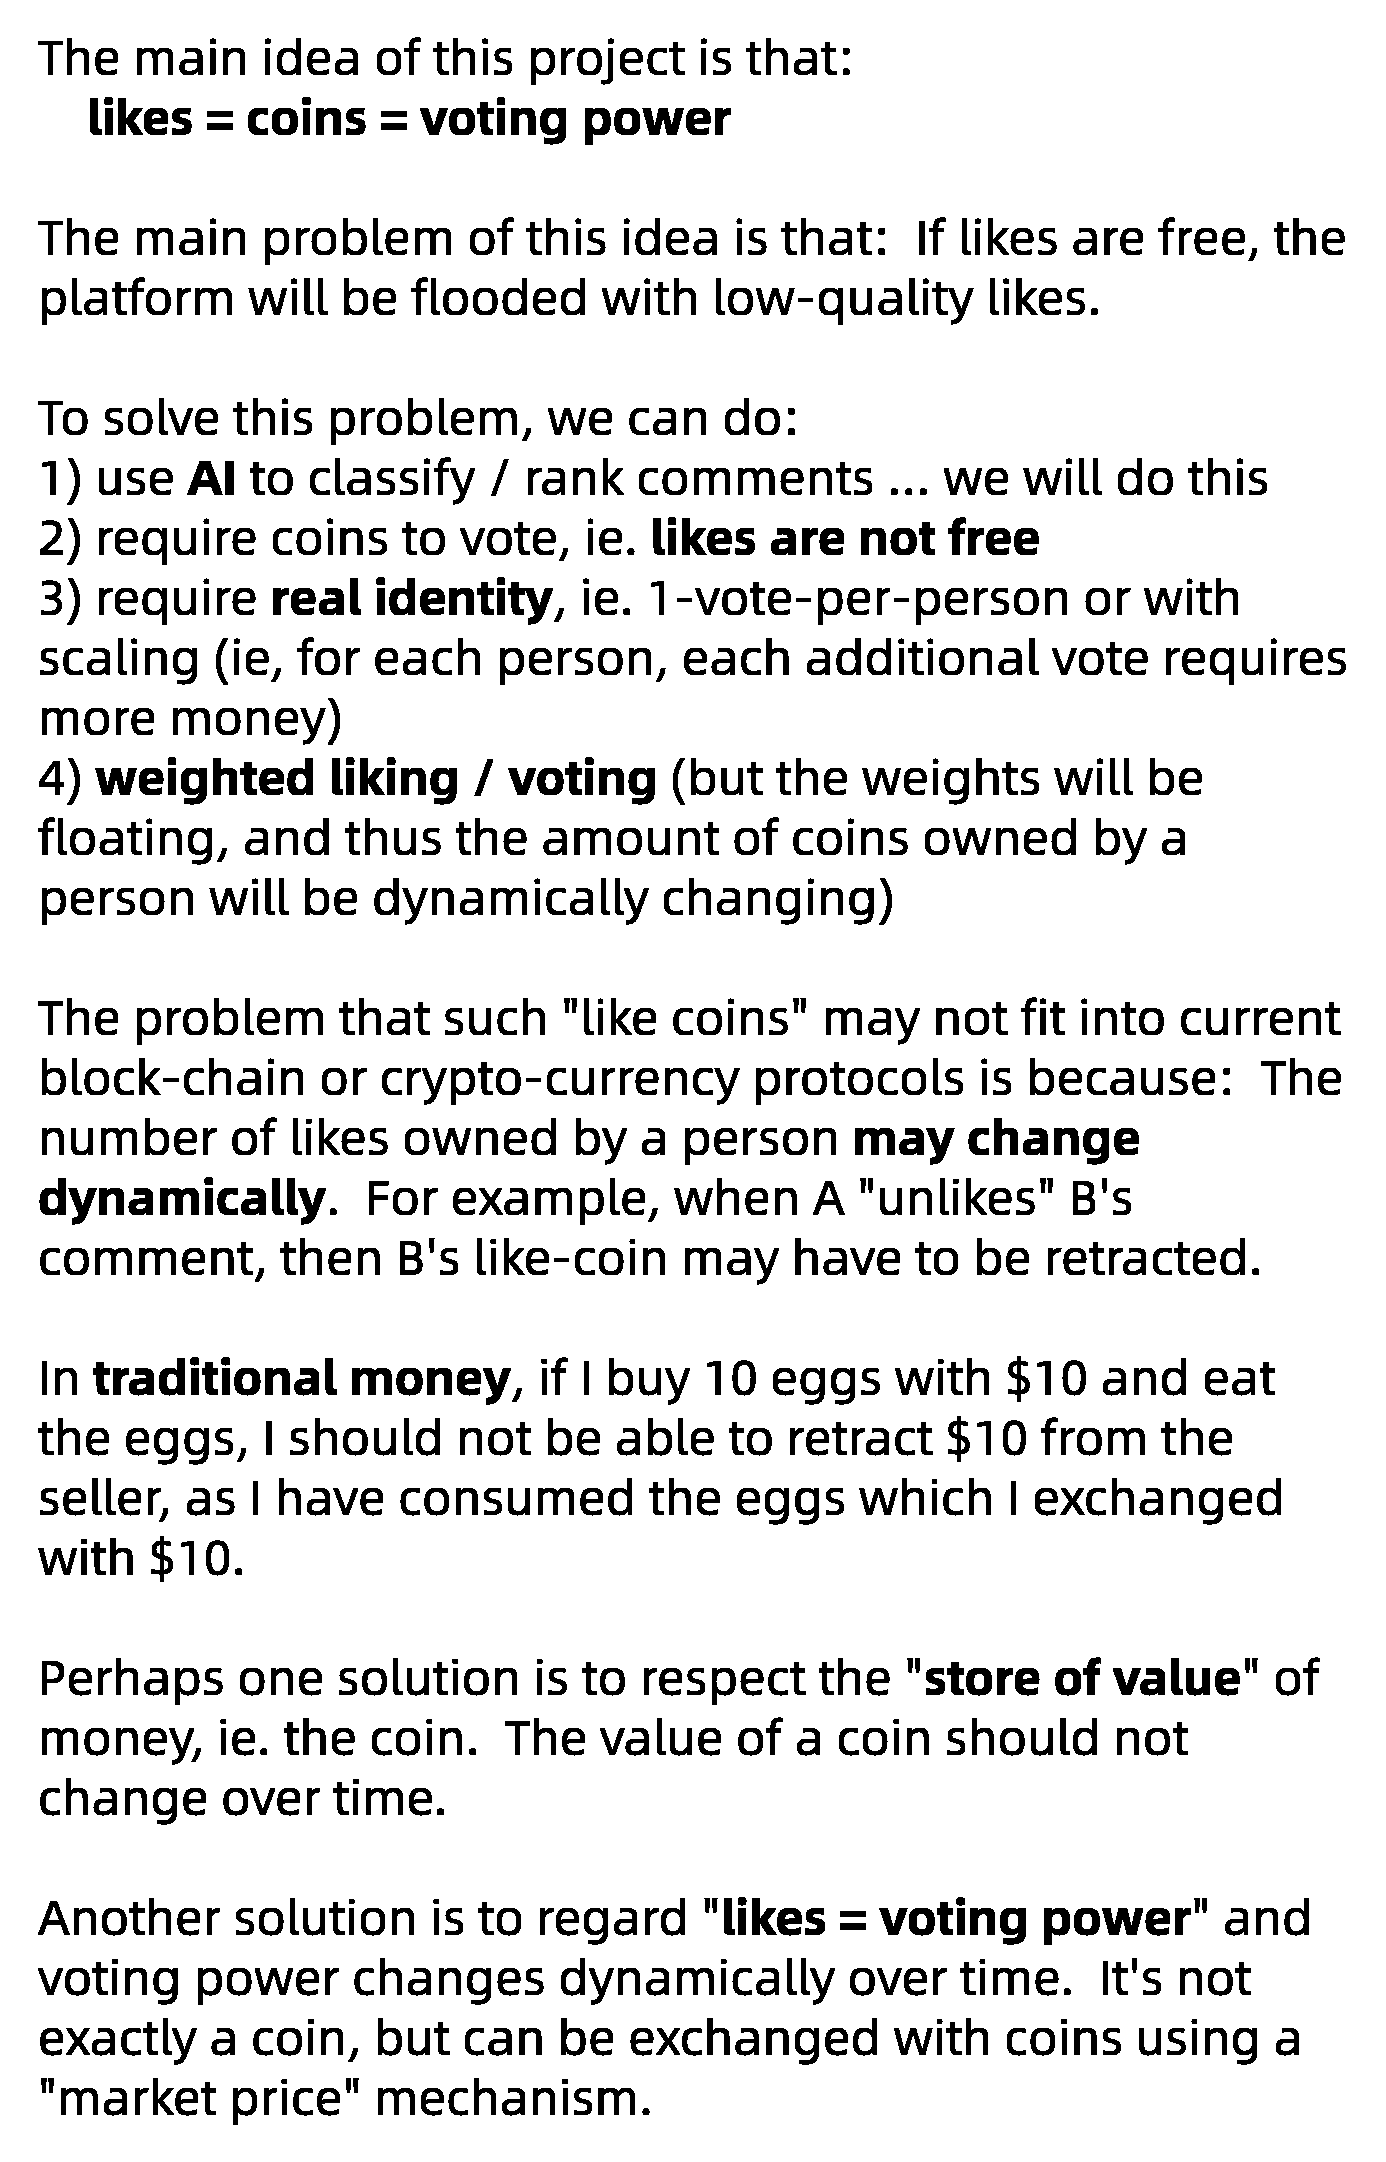 The main idea of this project is that:
likes = coins = voting power
The main problem of this idea is that:  If likes are free, the
platform will be flooded with low-quality likes.
To solve this problem, we can do:
1) use AI to classify / rank comments ... we will do this
2) require coins to vote, ie. likes are not free
3) require real identity, ie. 1-vote-per-person or with
scaling (ie, for each person, each additional vote requires
more money)
4) weighted liking / voting (but the weights will be
floating, and thus the amount of coins owned by a
person will be dynamically changing)
The problem that such "like coins" may not fit into current
block-chain or crypto-currency protocols is because:  The
number of likes owned by a person may change
dynamically.  For example, when A "unlikes" B's
comment, then B's like-coin may have to be retracted.
In traditional money, if I buy 10 eggs with $10 and eat
the eggs, I should not be able to retract $10 from the
seller, as I have consumed the eggs which I exchanged
with $10.
Perhaps one solution is to respect the "store of value" of
money, ie. the coin.  The value of a coin should not
change over time.
Another solution is to regard "likes = voting power" and
voting power changes dynamically over time.  It's not
exactly a coin, but can be exchanged with coins using a
"market price" mechanism.